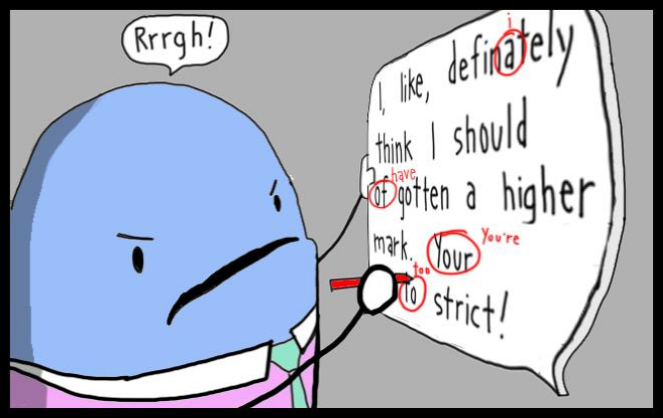 Rrrgh!
i
I, like, definately
think I should
have
of gotten a higher
mark. Your You're
too
to strict!